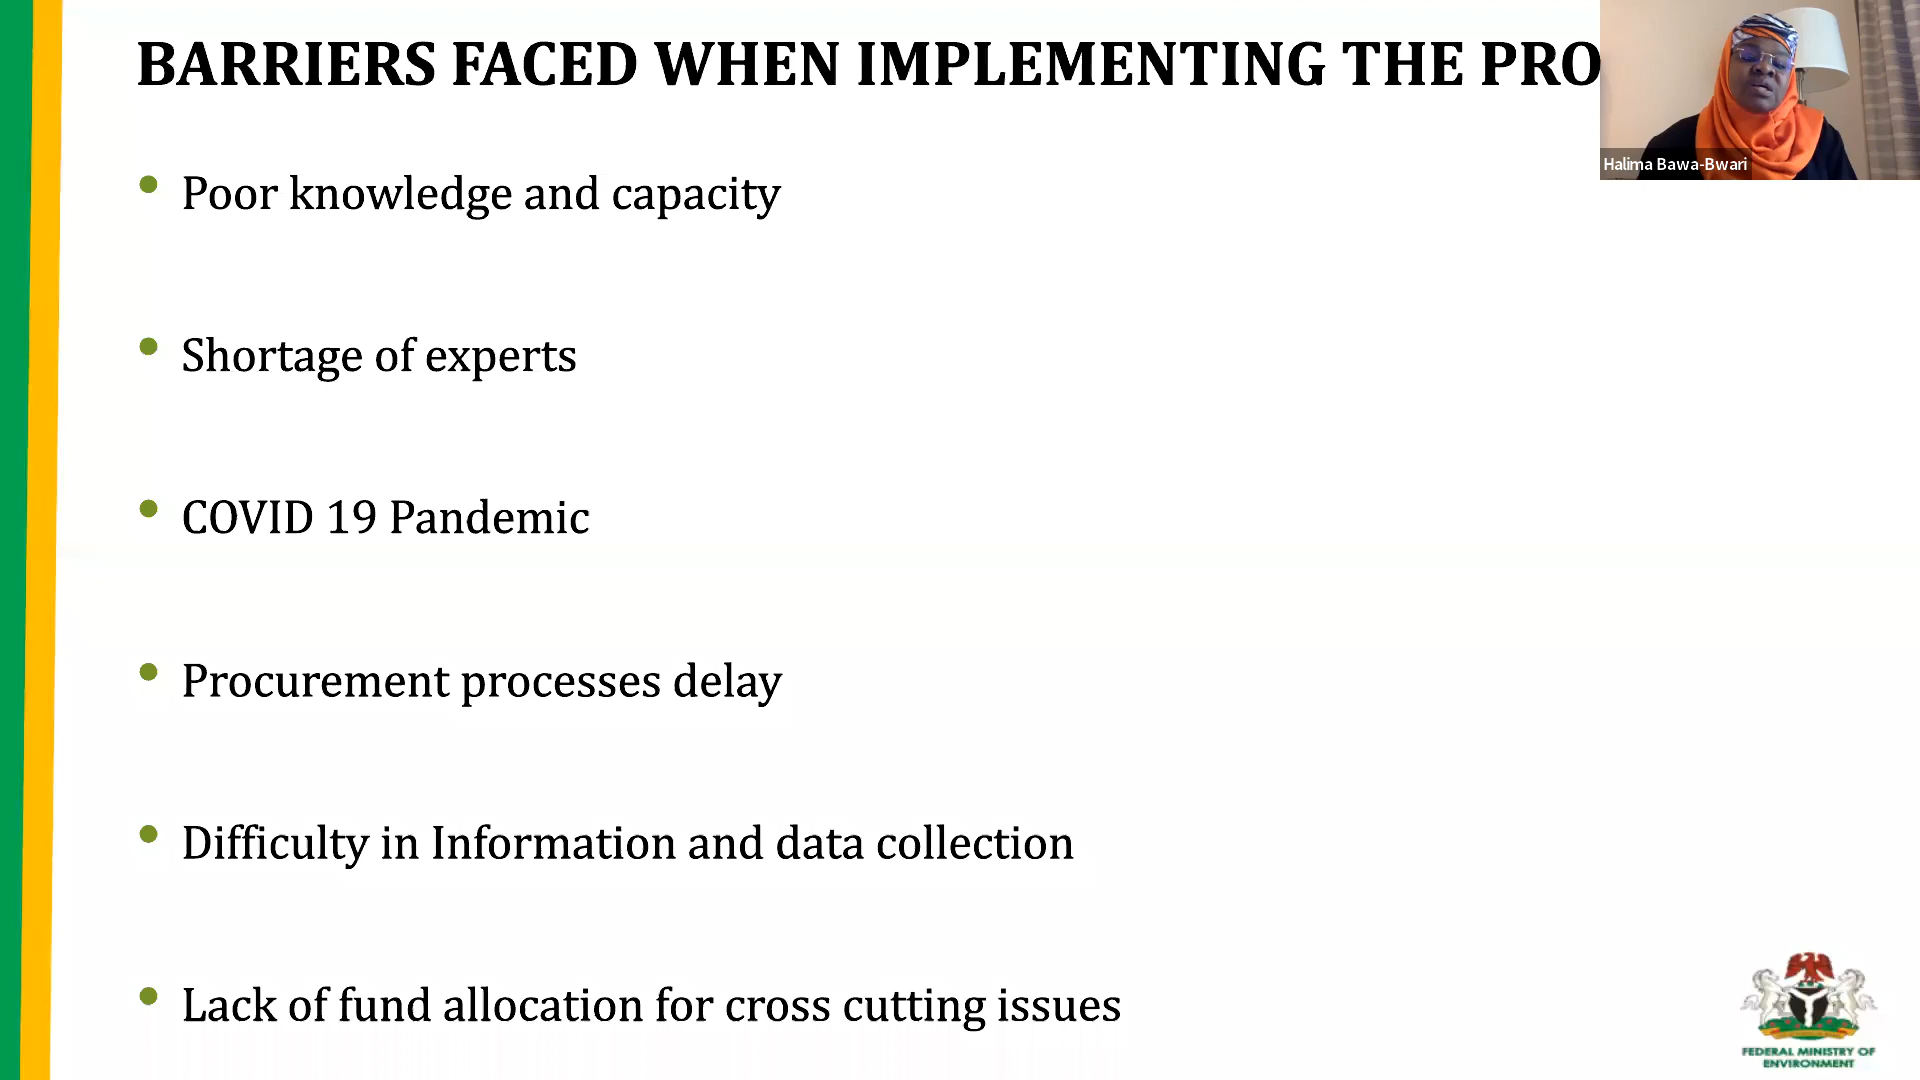 BARRIERS FACED WHEN IMPLEMENTING THE PRO
Halima Bawa-Bwari
• Poor knowledge and capacity
• Shortage of experts
• COVID 19 Pandemic
• Procurement processes delay
• Difficulty in Information and data collection
• Lack of fund allocation for cross cutting issues
FEDERAL MINISTRY OF
ENVIRONMENT